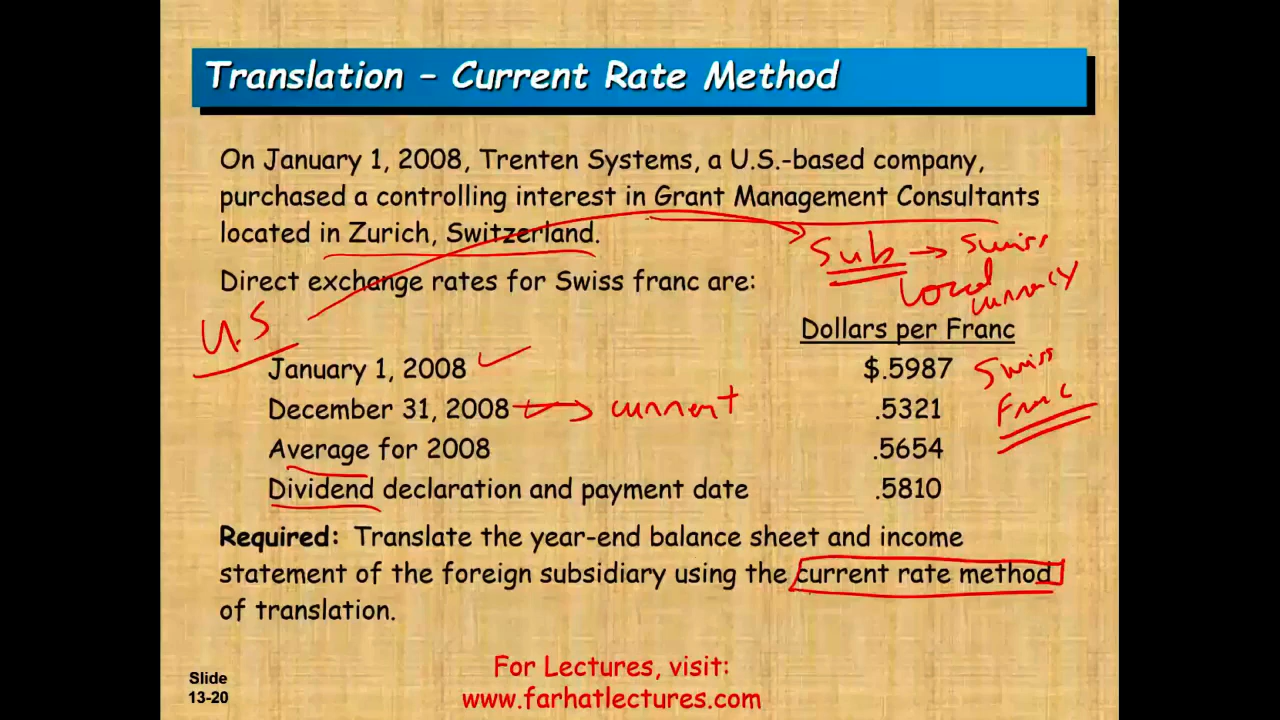 Translation – Current Rate Method
On January 1, 2008, Trenten Systems, a U.S.-based company,
purchased a controlling interest in Grant Management Consultants
located in Zurich, Switzerland.
Sub → Swiss
Local
currency
Direct exchange rates for Swiss franc are:
U.S
Dollars per Franc
January 1, 2008 $.5987
Swiss
Franc
December 31, 2008 → current .5321
Average for 2008 .5654
Dividend declaration and payment date .5810
Required: Translate the year-end balance sheet and income
statement of the foreign subsidiary using the current rate method
of translation.
For Lectures, visit:
www.farhatlectures.com
Slide
13-20